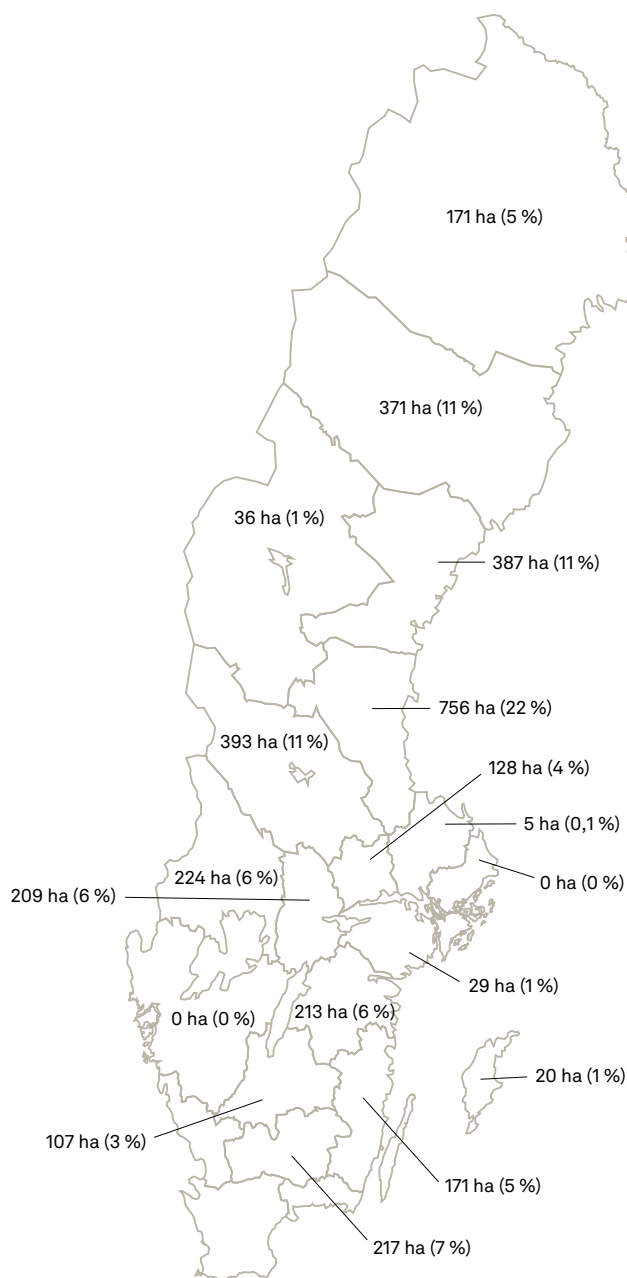 171 ha (5 %)
371 ha (11 %)
36 ha (1 %)
387 ha (11 %)
756 ha (22 %)
393 ha (11 %)
128 ha (4 %)
5 ha (0,1 %)
224 ha (6 %)
0 ha (0 %)
209 ha (6 %)
29 ha (1 %)
213 ha (6 %)
0 ha (0 %)
20 ha (1 %)
107 ha (3 %)
171 ha (5 %)
217 ha (7 %)